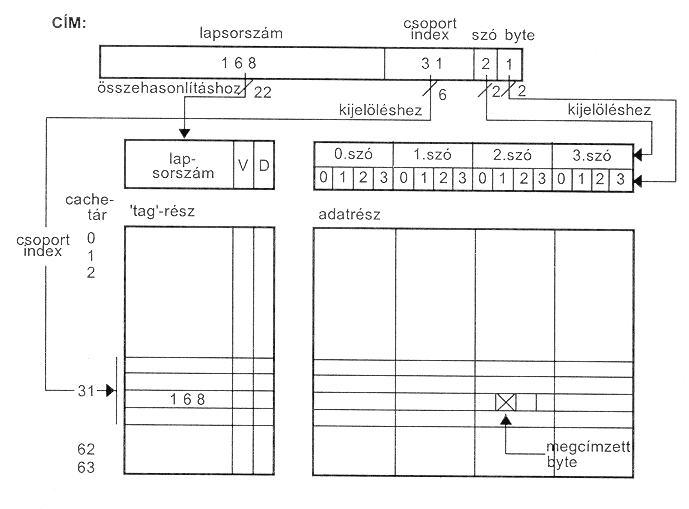 CÍM:
lapsorszám
csoport
index
szó byte
1 6 8
3 1
2
1
összehasonlításhoz
22
6
2
2
kijelöléshez
kijelöléshez
lap-
sorszám
V
D
0.szó
1.szó
2.szó
3.szó
0 1 2 3 0 1 2 3 0 1 2 3 0 1 2 3
cache-
tár
'tag'-rész
adatrész
csoport
index
0
1
2
31
1 6 8
62
63
megcímzett
byte